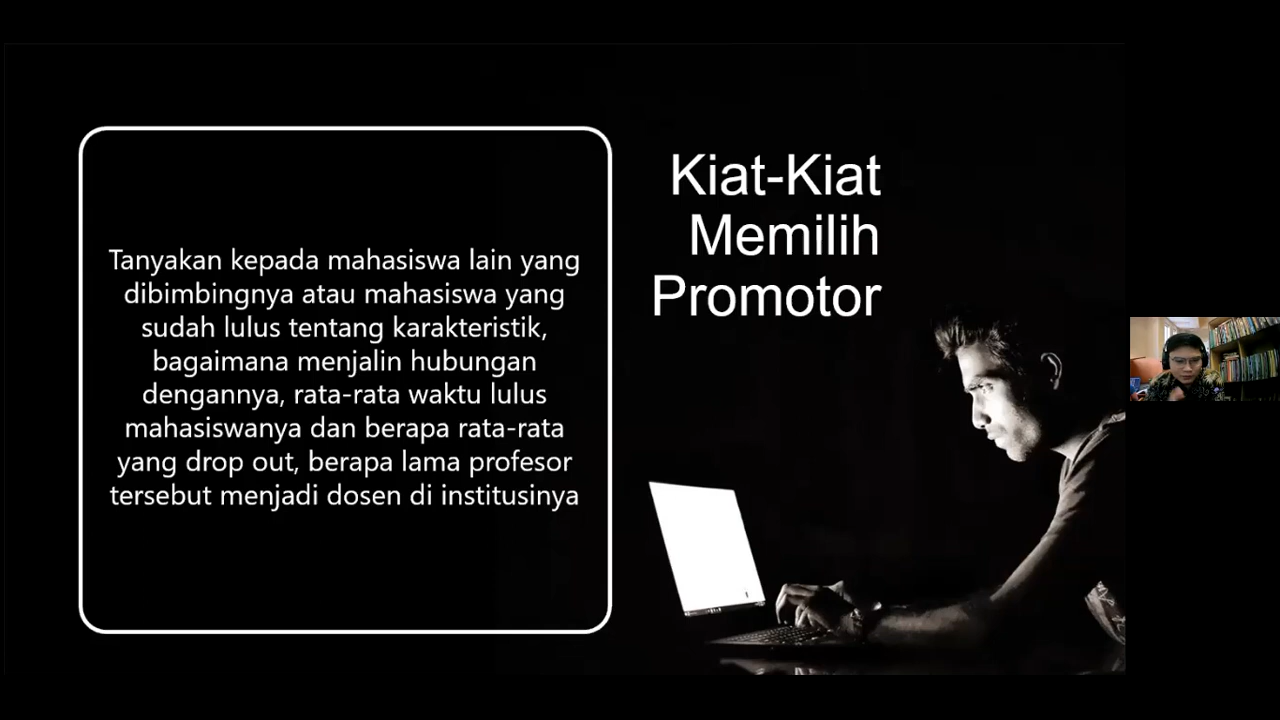 Kiat-Kiat
Memilih
Promotor
Tanyakan kepada mahasiswa lain yang
dibimbingnya atau mahasiswa yang
sudah lulus tentang karakteristik,
bagaimana menjalin hubungan
dengannya, rata-rata waktu lulus
mahasiswanya dan berapa rata-rata
yang drop out, berapa lama profesor
tersebut menjadi dosen di institusinya